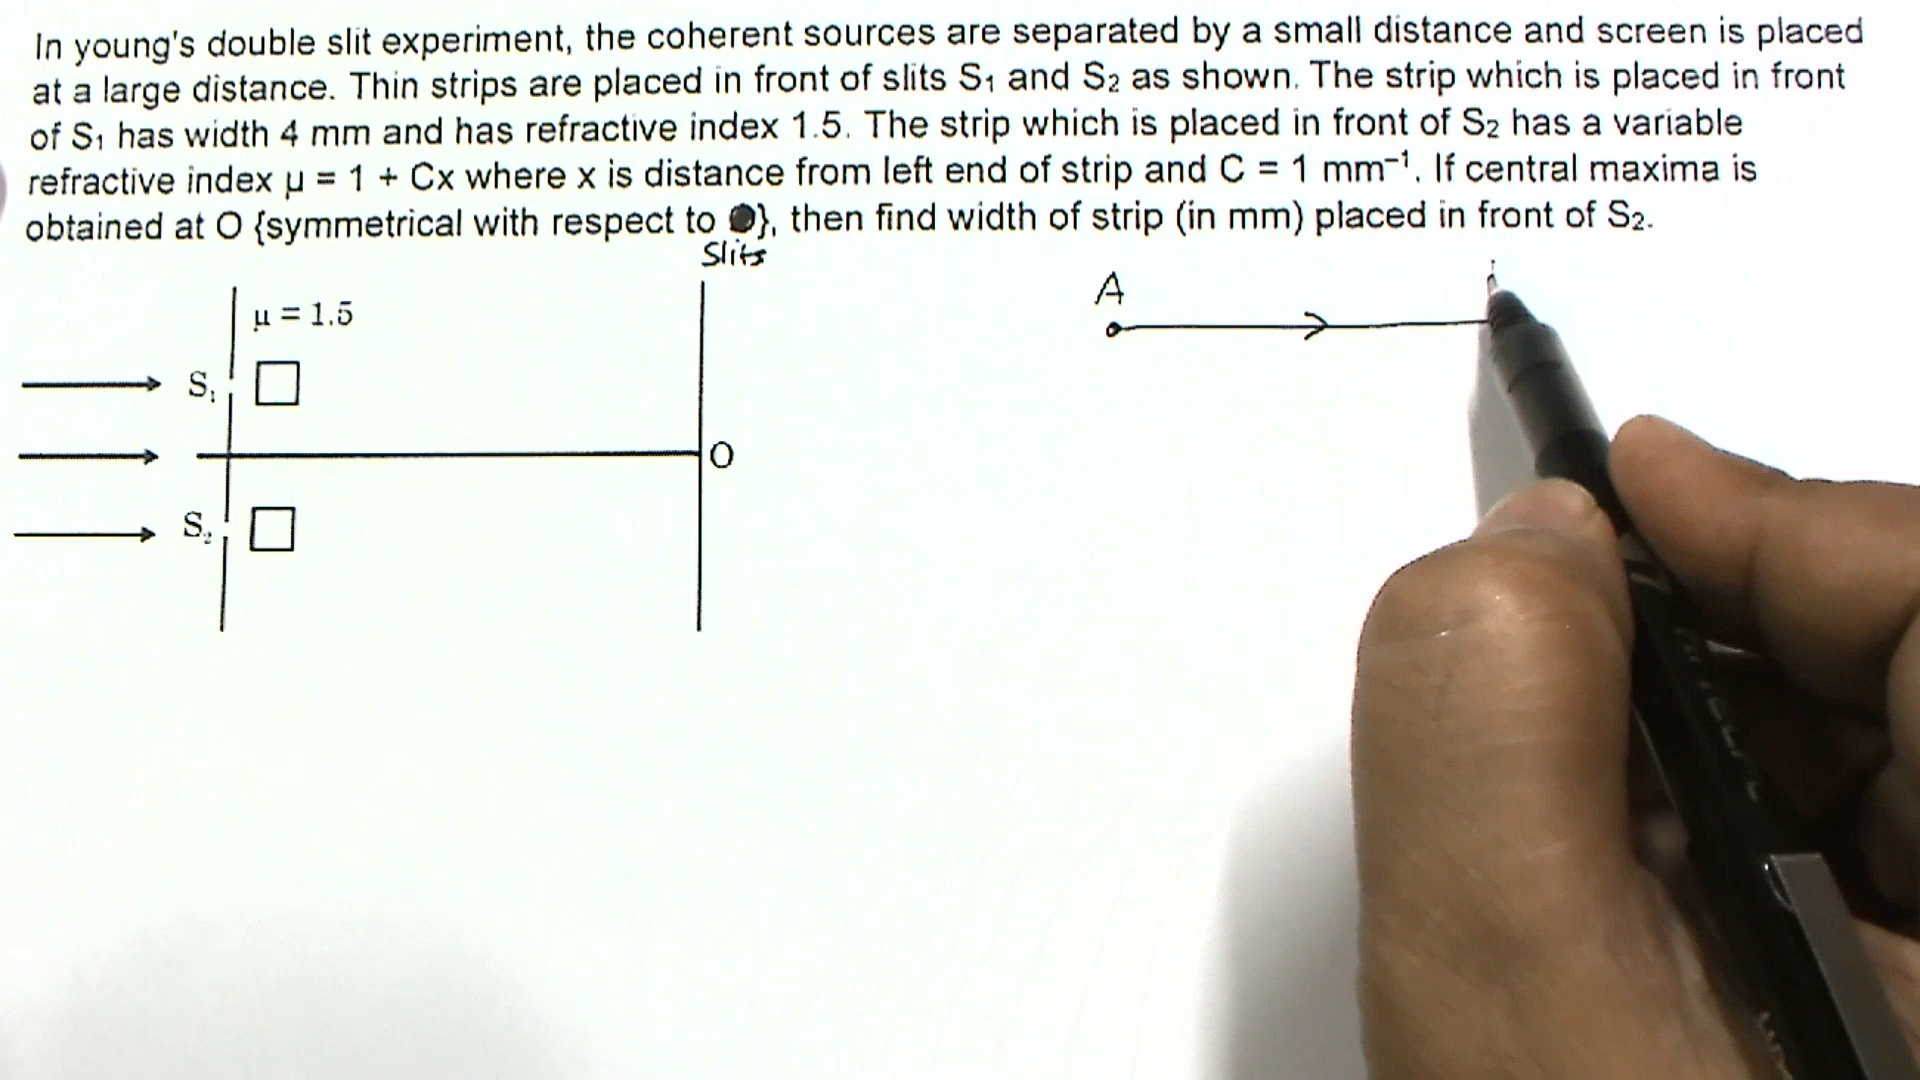 In young's double slit experiment, the coherent sources are separated by a small distance and screen is placed
at a large distance. Thin strips are placed in front of slits S₁ and S₂ as shown. The strip which is placed in front
of S₁ has width 4 mm and has refractive index 1.5. The strip which is placed in front of S₂ has a variable
refractive index μ = 1 + Cx where x is distance from left end of strip and C = 1 mm⁻¹. If central maxima is
obtained at O {symmetrical with respect to }, then find width of strip (in mm) placed in front of S₂.
Slits
A
μ = 1.5
S₁
O
S₂